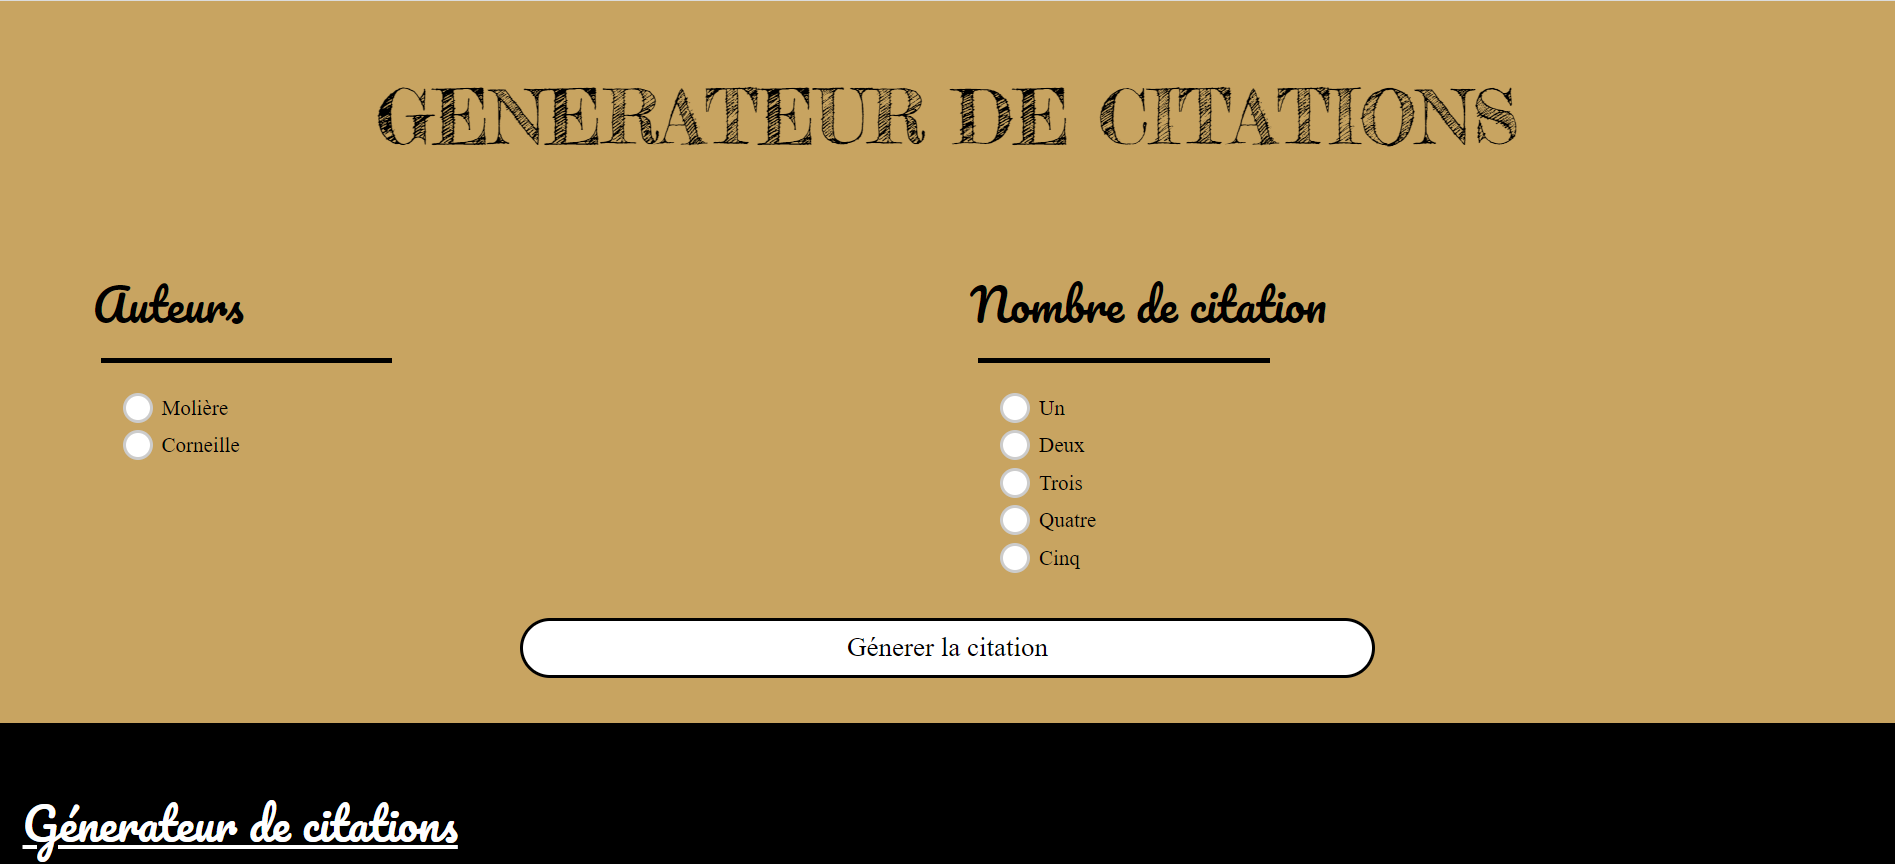 GENERATEUR DE CITATIONS
Auteurs
Molière
Corneille
Nombre de citation
Un
Deux
Trois
Quatre
Cinq
Génerer la citation
Génerateur de citations